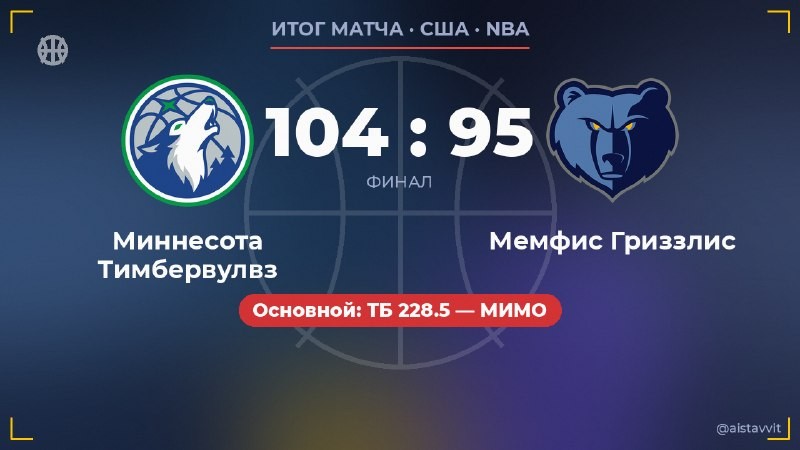 ИТОГ МАТЧА · США · NBA
104 : 95
ФИНАЛ
Миннесота
Тимбервулвз
Мемфис Гриззлис
Основной: ТБ 228.5 — МИМО
@aistavvit